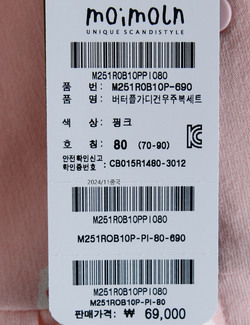 moimoln
UNIQUE SCANDISTYLE
M251ROB10PPI080
품 번: M251ROB10P-690
품 명: 버터플가디건우주복세트
색 상: 핑크
호 칭: 80 (70-90)
안전확인신고
확인증번호 : CB015R1480-3012
2024/11중국
M251ROB10PPI080
M251ROB10P-PI-80-690
M251ROB10PPI080
M251ROB10P-PI-80
판매가격: ₩ 69,000